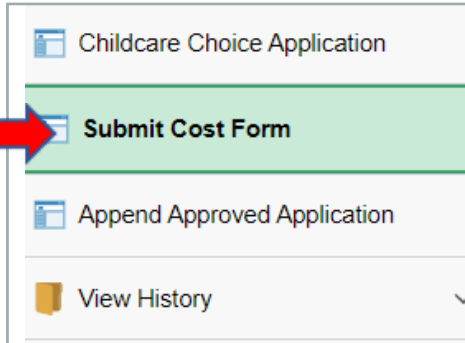 Childcare Choice Application
Submit Cost Form
Append Approved Application
View History